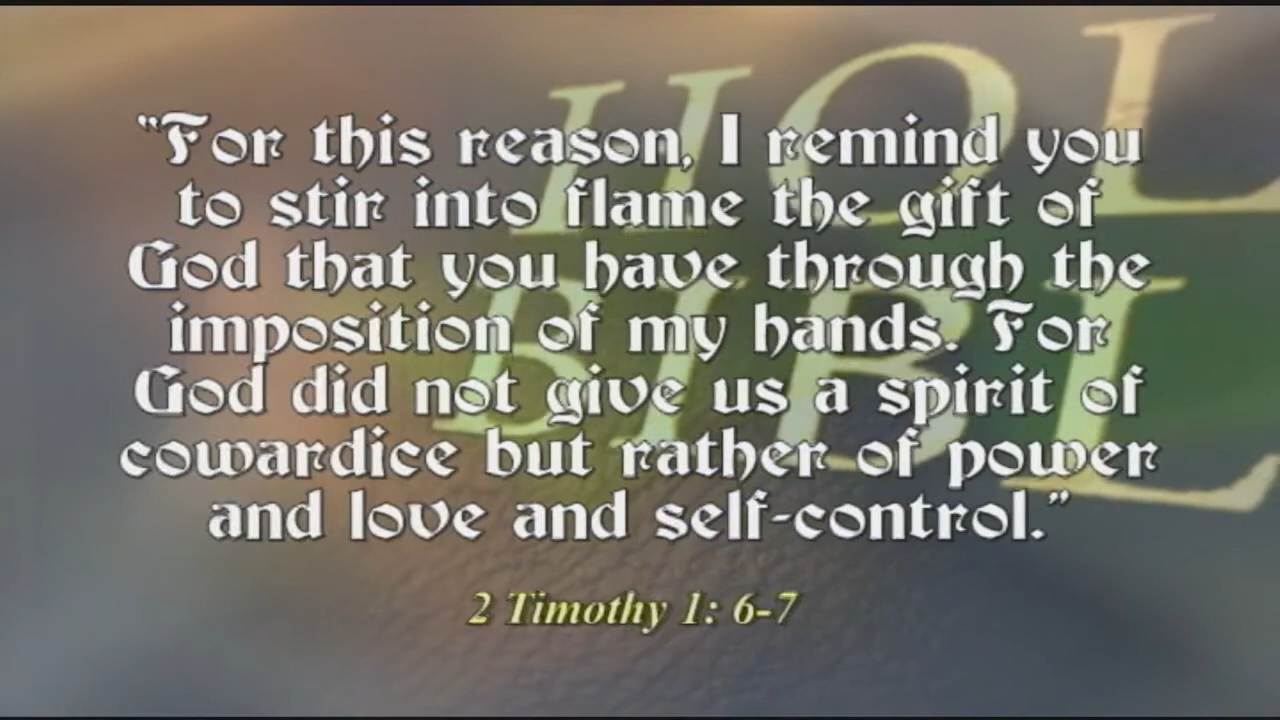 HOL
BIBL
"For this reason, I remind you
to stir into flame the gift of
God that you have through the
imposition of my hands. For
God did not give us a spirit of
cowardice but rather of power
and love and self-control."
2 Timothy 1: 6-7